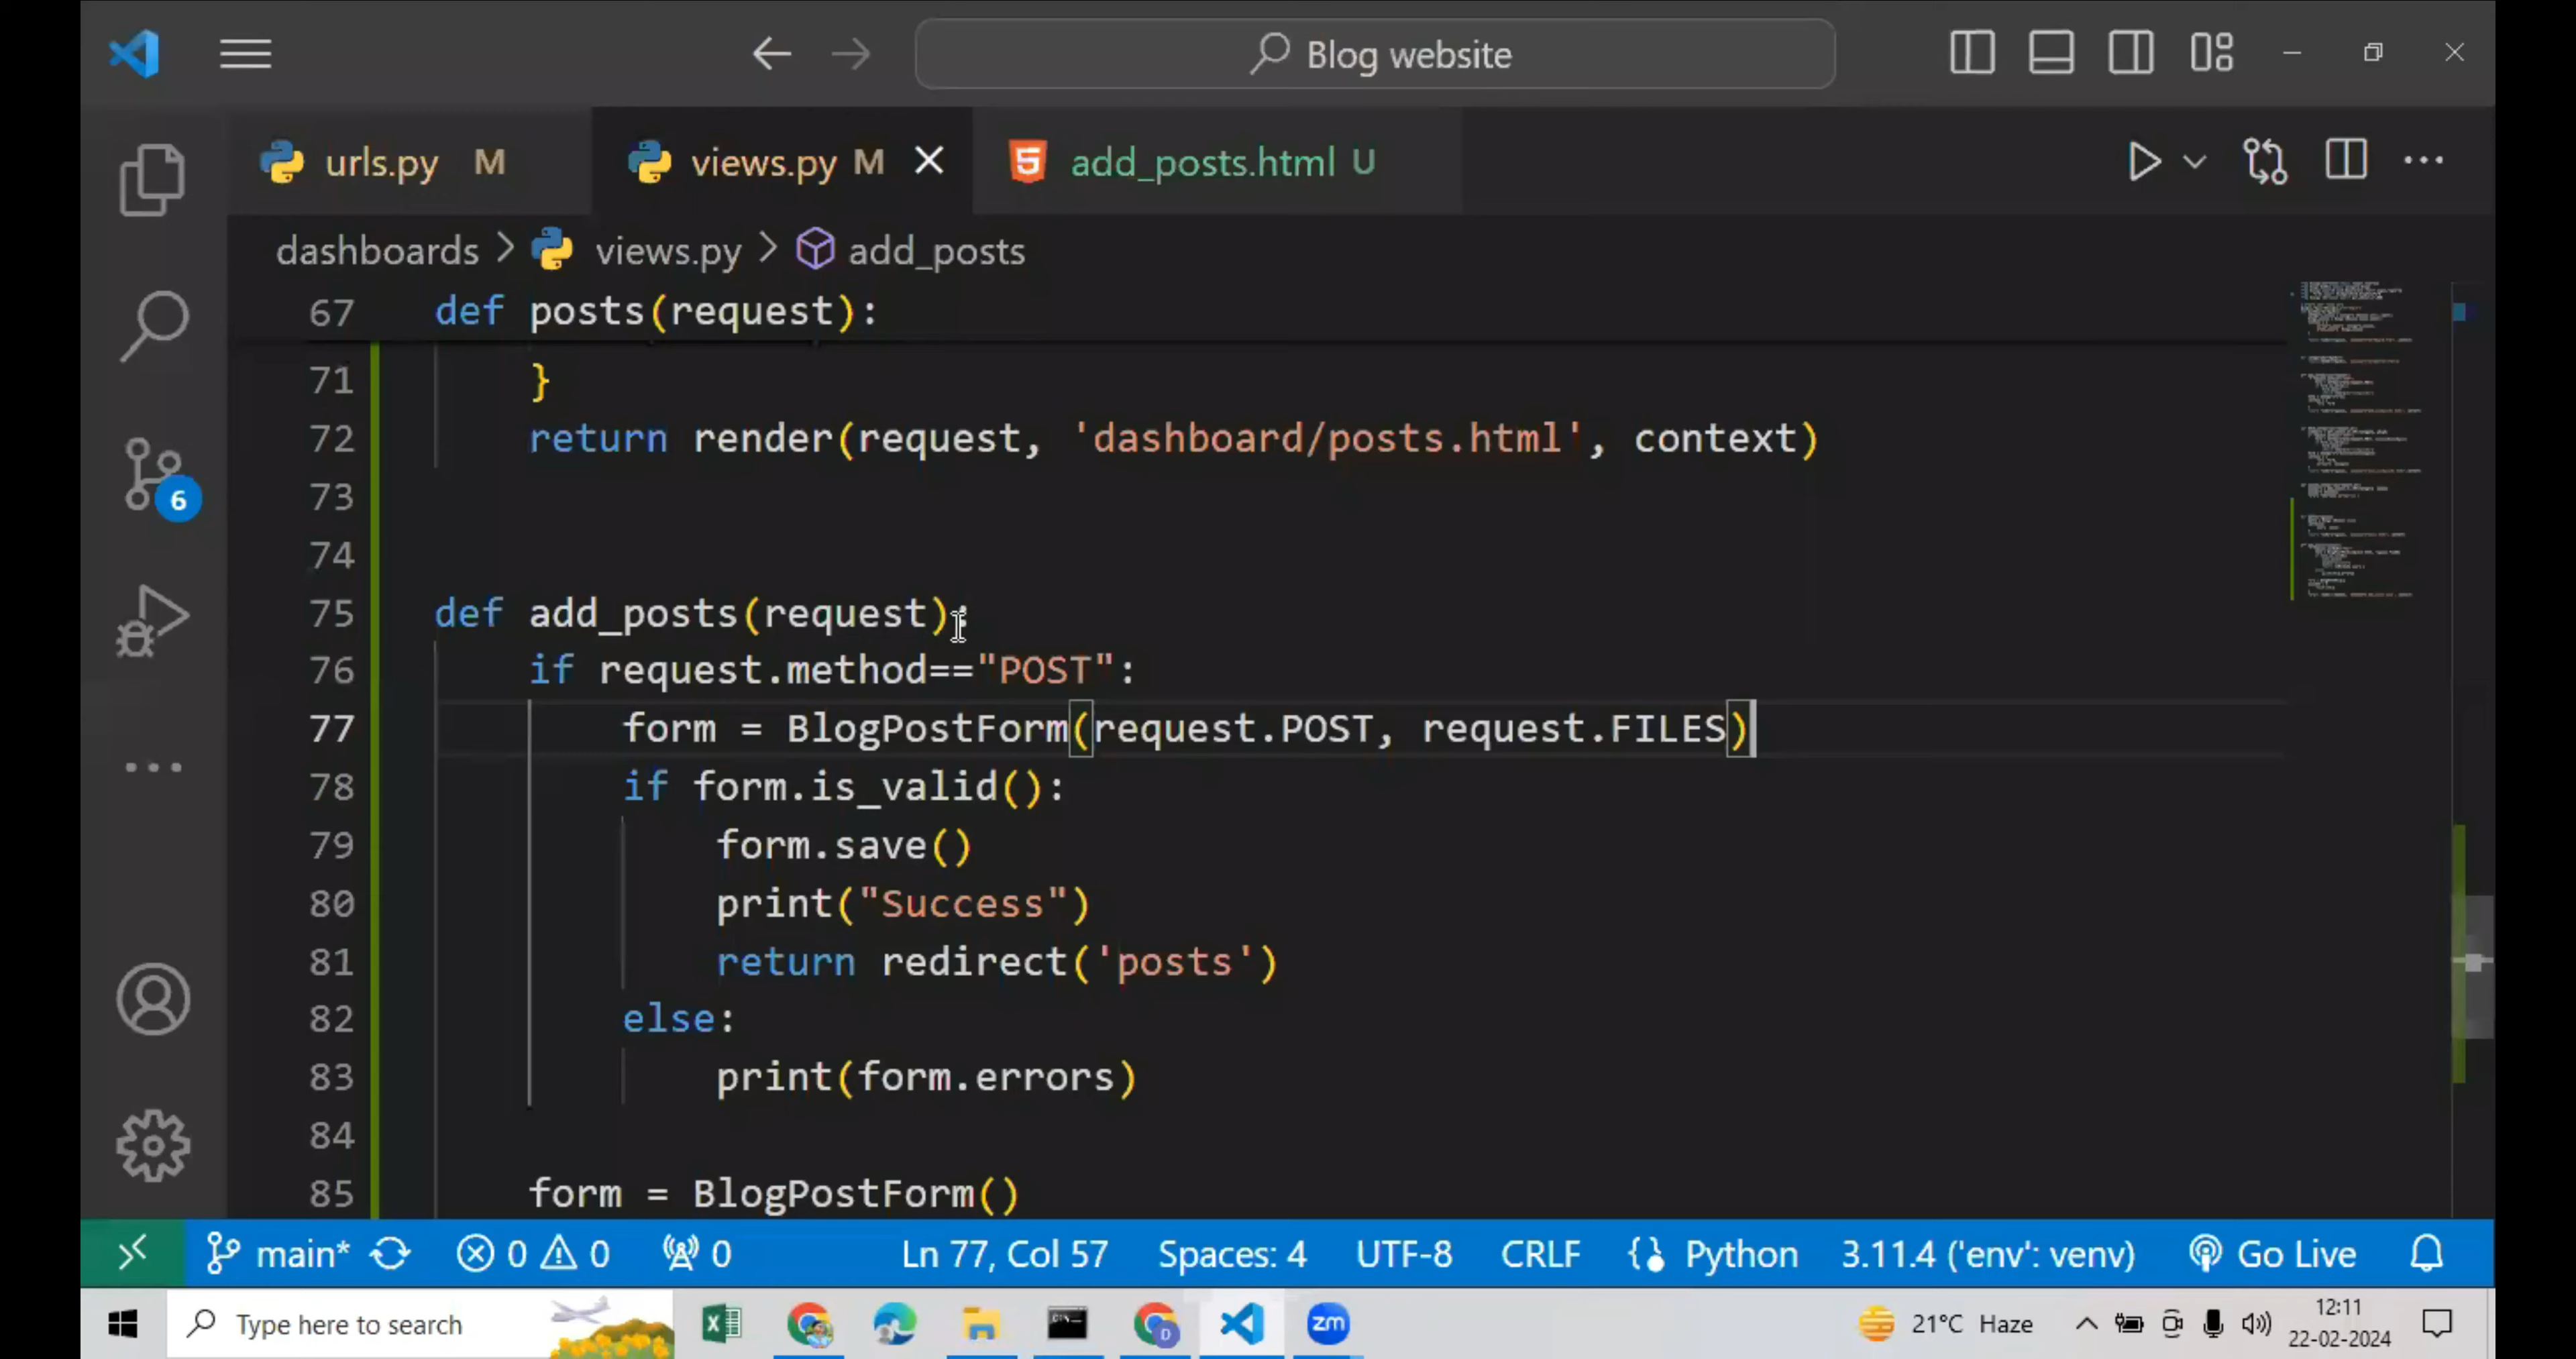 Blog website
urls.py M
views.py M
add_posts.html U
dashboards > views.py > add_posts
67 def posts(request):
71 }
72 return render(request, 'dashboard/posts.html', context)
73
74
75 def add_posts(request):
76 if request.method=="POST":
77 form = BlogPostForm(request.POST, request.FILES)
78 if form.is_valid():
79 form.save()
80 print("Success")
81 return redirect('posts')
82 else:
83 print(form.errors)
84
85 form = BlogPostForm()
6
main* 0 0 0 Ln 77, Col 57 Spaces: 4 UTF-8 CRLF Python 3.11.4 ('env': venv) Go Live
Type here to search
zm
21°C Haze
12:11
22-02-2024